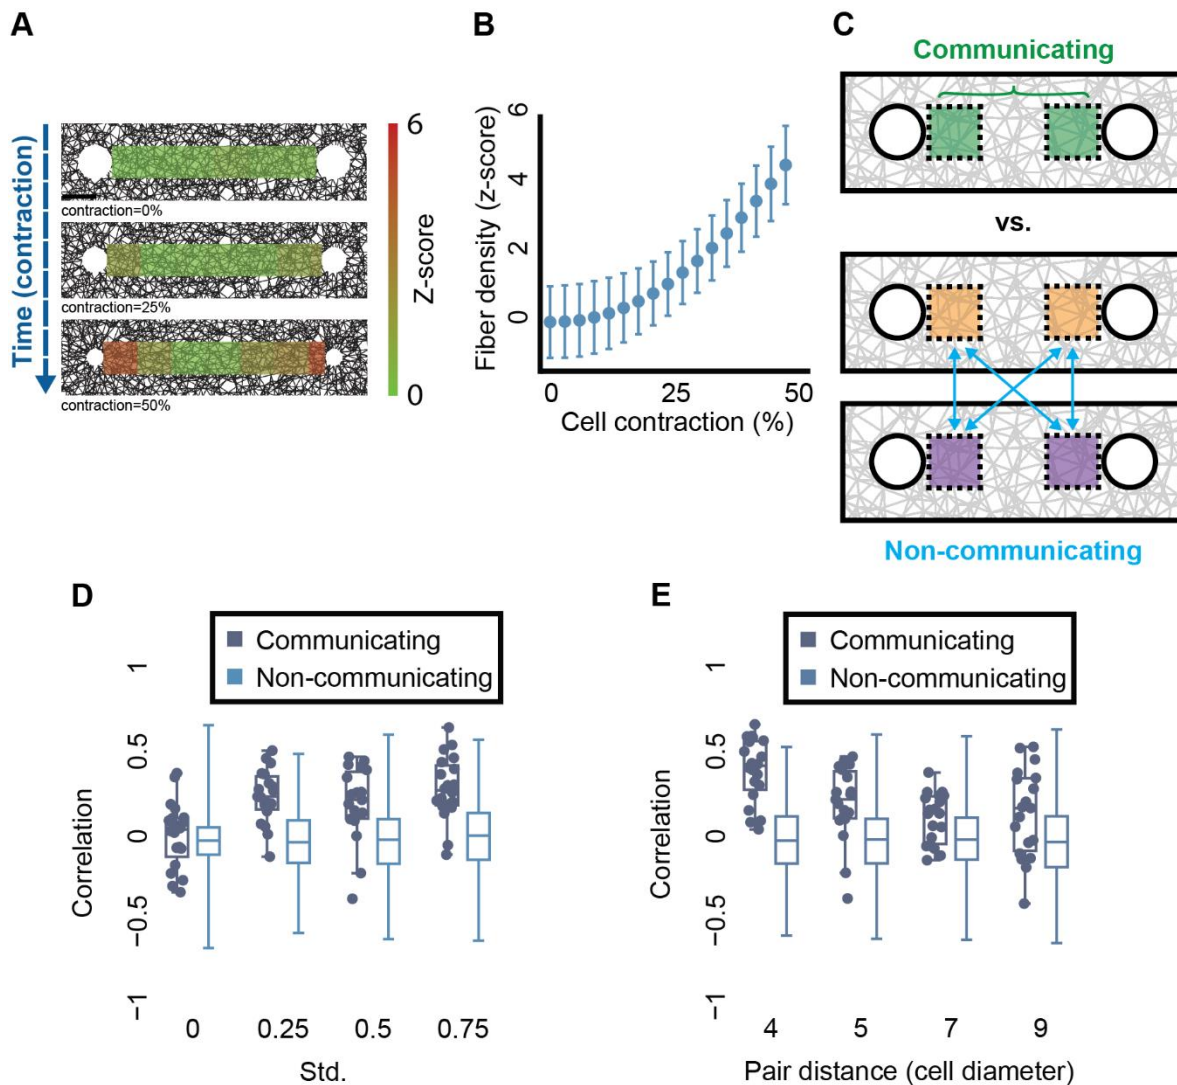 A
Time (contraction)
contraction=0%
contraction=25%
contraction=50%
6
Z-score
0
B
Fiber density (z-score)
6
4
2
0
0 25 50
Cell contraction (%)
C
Communicating
vs.
Non-communicating
D
Communicating
Non-communicating
Correlation
1
0.5
0
−0.5
−1
0 0.25 0.5 0.75
Std.
E
Communicating
Non-communicating
Correlation
1
0.5
0
−0.5
−1
4 5 7 9
Pair distance (cell diameter)